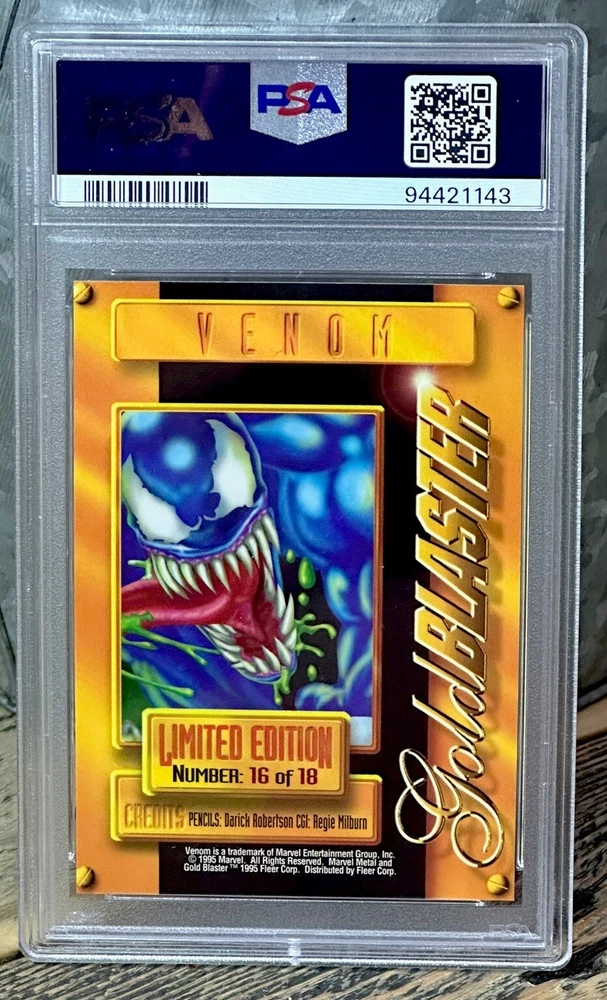 PSA
PSA
94421143
VENOM
GoldBLASTER
LIMITED EDITION
NUMBER: 16 of 18
CREDITS PENCILS: Darick Robertson CGI: Regie Milburn
Venom is a trademark of Marvel Entertainment Group, Inc.
© 1995 Marvel. All Rights Reserved. Marvel Metal and
Gold Blaster™ 1995 Fleer Corp. Distributed by Fleer Corp.
PSA